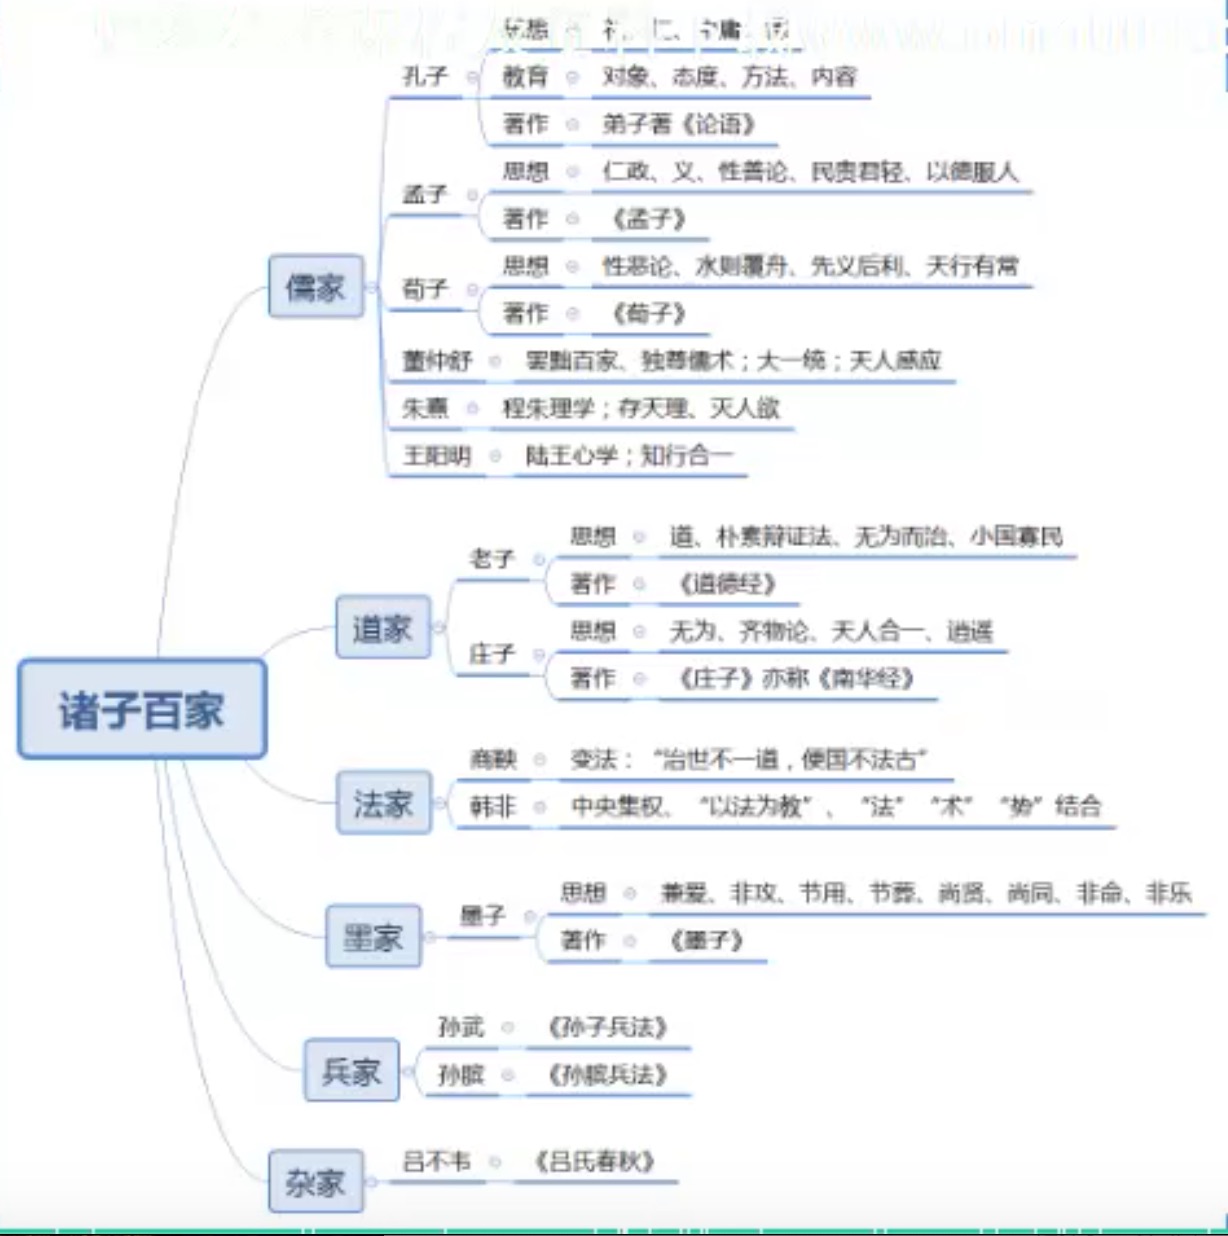 思想 礼、仁、中庸
孔子 教育 对象、态度、方法、内容
著作 弟子著《论语》
思想 仁政、义、性善论、民贵君轻、以德服人
孟子
著作 《孟子》
思想 性恶论、水则覆舟、先义后利、天行有常
儒家 荀子
著作 《荀子》
董仲舒 罢黜百家、独尊儒术；大一统；天人感应
朱熹 程朱理学；存天理、灭人欲
王阳明 陆王心学；知行合一
思想 道、朴素辩证法、无为而治、小国寡民
老子
著作 《道德经》
道家
思想 无为、齐物论、天人合一、逍遥
庄子
著作 《庄子》亦称《南华经》
诸子百家
商鞅 变法：“治世不一道，便国不法古”
法家
韩非 中央集权、“以法为教”、“法”“术”“势”结合
思想 兼爱、非攻、节用、节葬、尚贤、尚同、非命、非乐
墨家 墨子
著作 《墨子》
孙武 《孙子兵法》
兵家
孙膑 《孙膑兵法》
吕不韦 《吕氏春秋》
杂家